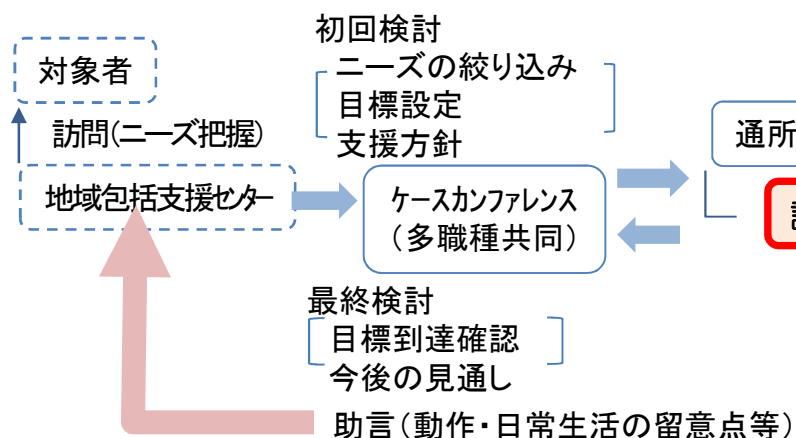 初回検討
ニーズの絞り込み
目標設定
支援方針
対象者
訪問(ニーズ把握)
地域包括支援センター
ケースカンファレンス
(多職種共同)
通所
最終検討
目標到達確認
今後の見通し
助言(動作・日常生活の留意点等)